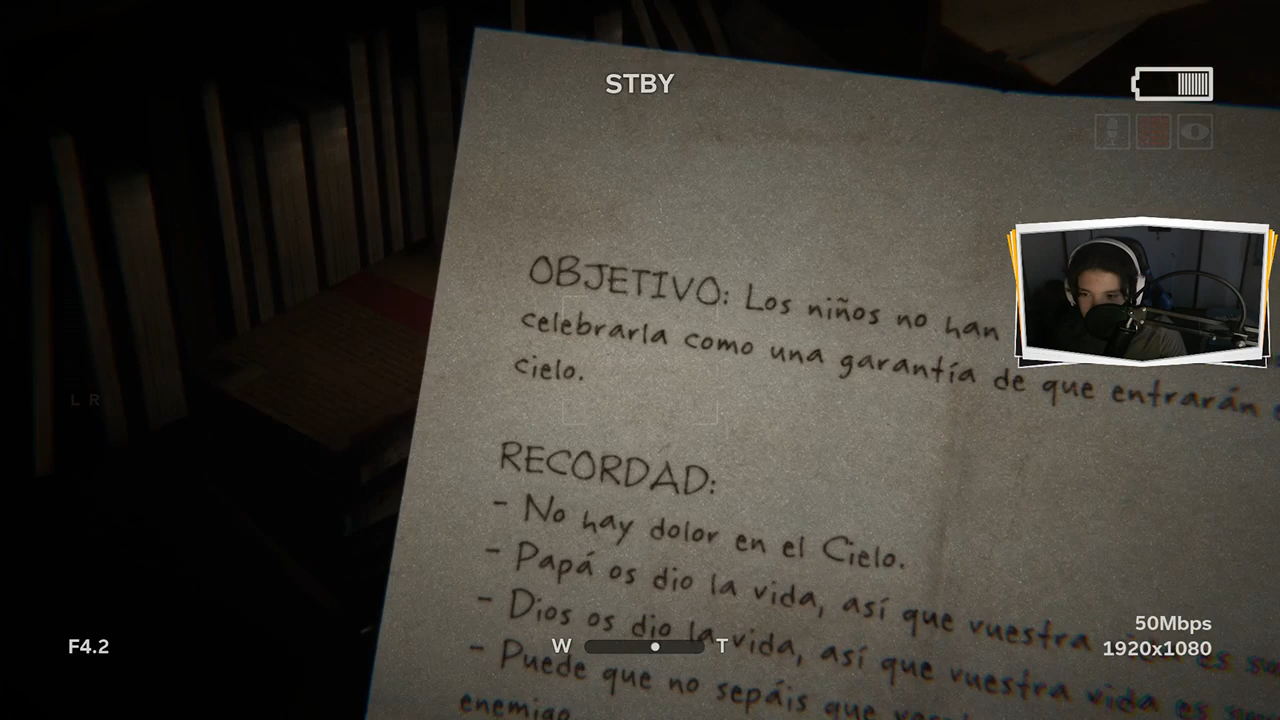 STBY
OBJETIVO: Los niños no han
celebrarla como una garantía de que entrarán
cielo.
RECORDAD:
- No hay dolor en el Cielo.
- Papá os dio la vida, así que vuestra es
- Dios os dio la vida, así que vuestra vida es
- Puede que no sepáis que
enemigo
L R
F4.2
W T
50Mbps
1920x1080